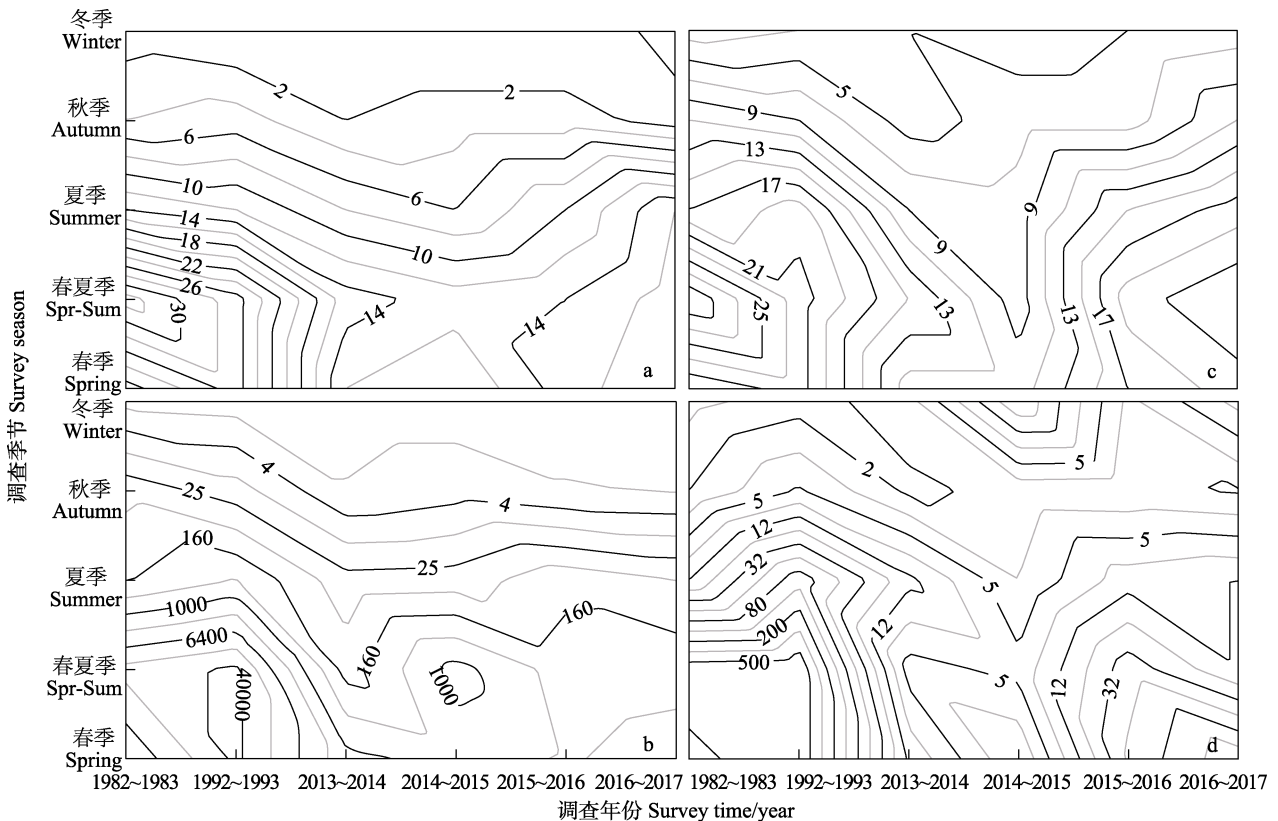 冬季
Winter
秋季
Autumn
夏季
Summer
春夏季
Spr-Sum
春季
Spring
2
2
6
6
10
10
14
18
22
26
30
14
14
a
5
9
13
17
21
25
9
9
13
13
17
c
冬季
Winter
秋季
Autumn
夏季
Summer
春夏季
Spr-Sum
春季
Spring
4
4
25
25
160
160
160
1000
6400
40000
1000
b
2
5
5
5
5
5
12
32
80
200
500
12
12
32
d
1982~1983
1992~1993
2013~2014
2014~2015
2015~2016
2016~2017
1982~1983
1992~1993
2013~2014
2014~2015
2015~2016
2016~2017
调查年份 Survey time/year
调查季节 Survey season